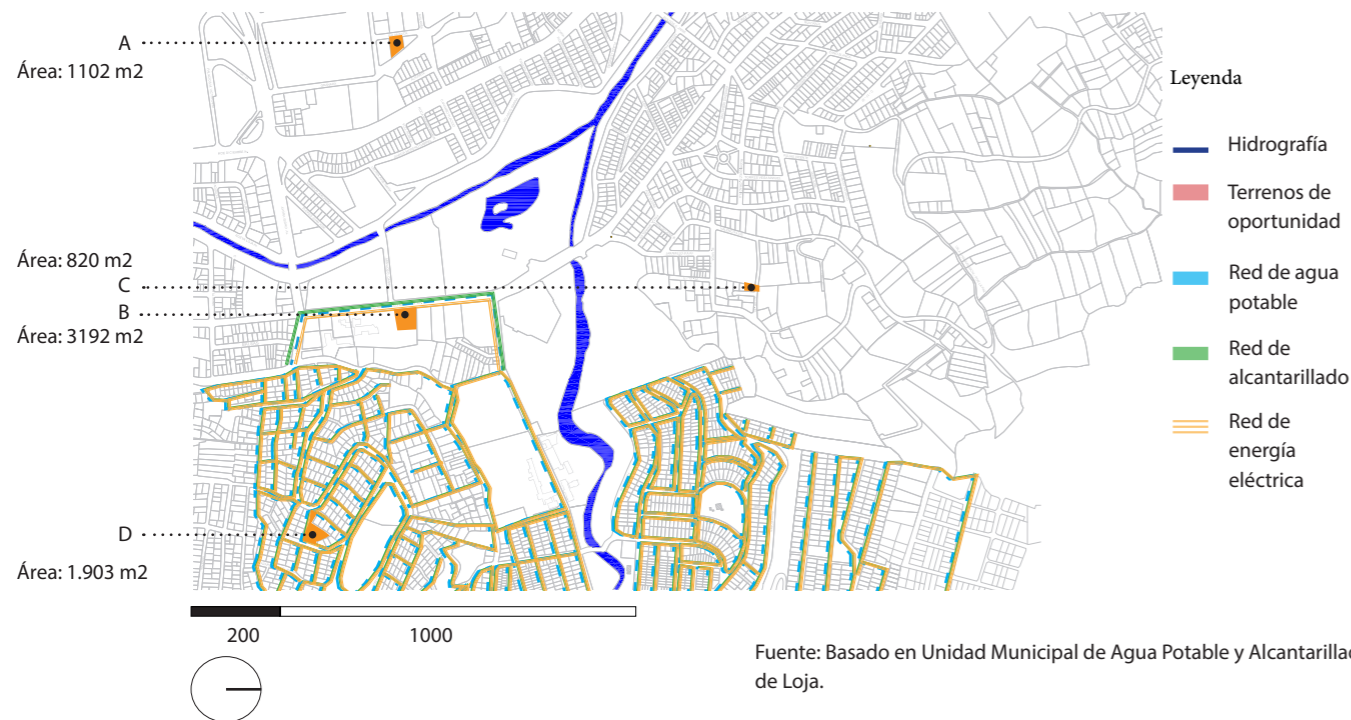 A
Área: 1102 m2
Área: 820 m2
C
B
Área: 3192 m2
D
Área: 1.903 m2
Leyenda
Hidrografía
Terrenos de
oportunidad
Red de agua
potable
Red de
alcantarillado
Red de
energía
eléctrica
200 1000
Fuente: Basado en Unidad Municipal de Agua Potable y Alcantarillad
de Loja.